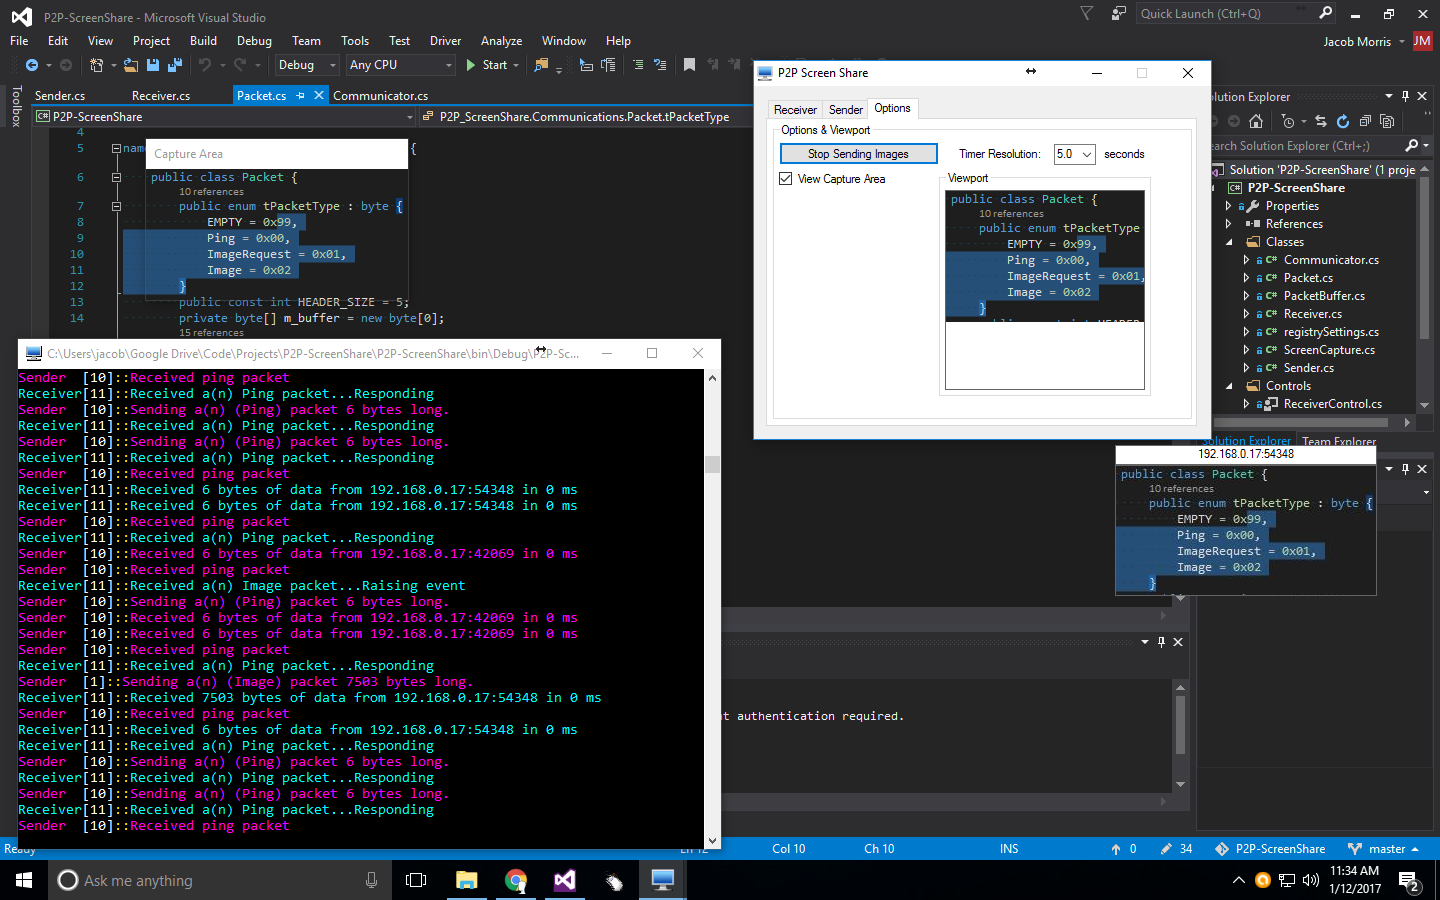 P2P-ScreenShare - Microsoft Visual Studio
Quick Launch (Ctrl+Q)
File Edit View Project Build Debug Team Tools Test Driver Analyze Window Help
Jacob Morris JM
Debug Any CPU Start
Toolbox
Sender.cs Receiver.cs Packet.cs Communicator.cs
P2P-ScreenShare P2P_ScreenShare.Communications.Packet.tPacketType
4
5 {
Capture Area
6 public class Packet {
10 references
7 public enum tPacketType : byte {
8 EMPTY = 0x99,
9 Ping = 0x00,
10 ImageRequest = 0x01,
11 Image = 0x02
12 }
13 public const int HEADER_SIZE = 5;
14 private byte[] m_buffer = new byte[0];
15 references
P2P Screen Share
Receiver Sender Options
Options & Viewport
Stop Sending Images
Timer Resolution: 5.0 seconds
View Capture Area
Viewport
public class Packet {
10 references
public enum tPacketType
EMPTY = 0x99,
Ping = 0x00,
ImageRequest = 0x01,
Image = 0x02
}
olution Explorer
earch Solution Explorer (Ctrl+;)
Solution 'P2P-ScreenShare' (1 proje
P2P-ScreenShare
Properties
References
Classes
Communicator.cs
Packet.cs
PacketBuffer.cs
Receiver.cs
registrySettings.cs
ScreenCapture.cs
Sender.cs
Controls
ReceiverControl.cs
Solution Explorer Team Explorer
192.168.0.17:54348
public class Packet {
10 references
public enum tPacketType : byte {
EMPTY = 0x99,
Ping = 0x00,
ImageRequest = 0x01,
Image = 0x02
}
C:\Users\jacob\Google Drive\Code\Projects\P2P-ScreenShare\P2P-ScreenShare\bin\Debug\P2P-Sc...
Sender [10]::Received ping packet
Receiver[11]::Received a(n) Ping packet...Responding
Sender [10]::Sending a(n) (Ping) packet 6 bytes long.
Receiver[11]::Received a(n) Ping packet...Responding
Sender [10]::Sending a(n) (Ping) packet 6 bytes long.
Receiver[11]::Received a(n) Ping packet...Responding
Sender [10]::Received ping packet
Receiver[11]::Received 6 bytes of data from 192.168.0.17:54348 in 0 ms
Receiver[11]::Received 6 bytes of data from 192.168.0.17:54348 in 0 ms
Sender [10]::Received ping packet
Receiver[11]::Received a(n) Ping packet...Responding
Sender [10]::Received 6 bytes of data from 192.168.0.17:42069 in 0 ms
Sender [10]::Received ping packet
Receiver[11]::Received a(n) Image packet...Raising event
Sender [10]::Sending a(n) (Ping) packet 6 bytes long.
Sender [10]::Received 6 bytes of data from 192.168.0.17:42069 in 0 ms
Sender [10]::Received 6 bytes of data from 192.168.0.17:42069 in 0 ms
Sender [10]::Received ping packet
Receiver[11]::Received a(n) Ping packet...Responding
Sender [1]::Sending a(n) (Image) packet 7503 bytes long.
Receiver[11]::Received 7503 bytes of data from 192.168.0.17:54348 in 0 ms
Sender [10]::Received ping packet
Receiver[11]::Received 6 bytes of data from 192.168.0.17:54348 in 0 ms
Receiver[11]::Received a(n) Ping packet...Responding
Sender [10]::Sending a(n) (Ping) packet 6 bytes long.
Receiver[11]::Received a(n) Ping packet...Responding
Sender [10]::Sending a(n) (Ping) packet 6 bytes long.
Receiver[11]::Received a(n) Ping packet...Responding
Sender [10]::Received ping packet
t authentication required.
Ready Ln 12 Col 10 Ch 10 INS 0 34 P2P-ScreenShare master
Ask me anything
11:34 AM
1/12/2017
2